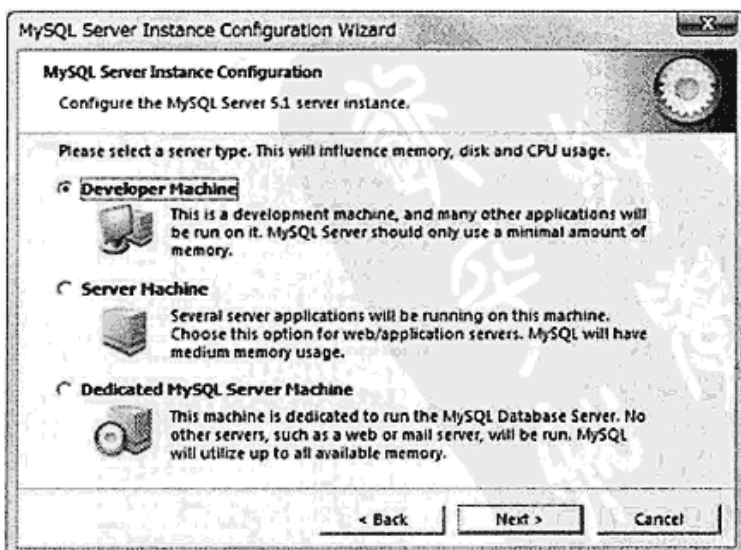 MySQL Server Instance Configuration Wizard
MySQL Server Instance Configuration
Configure the MySQL Server 5.1 server instance.
Please select a server type. This will influence memory, disk and CPU usage.
Developer Machine
This is a development machine, and many other applications will
be run on it. MySQL Server should only use a minimal amount of
memory.
Server Machine
Several server applications will be running on this machine.
Choose this option for web/application servers. MySQL will have
medium memory usage.
Dedicated MySQL Server Machine
This machine is dedicated to run the MySQL Database Server. No
other servers, such as a web or mail server, will be run. MySQL
will utilize up to all available memory.
< Back
Next >
Cancel